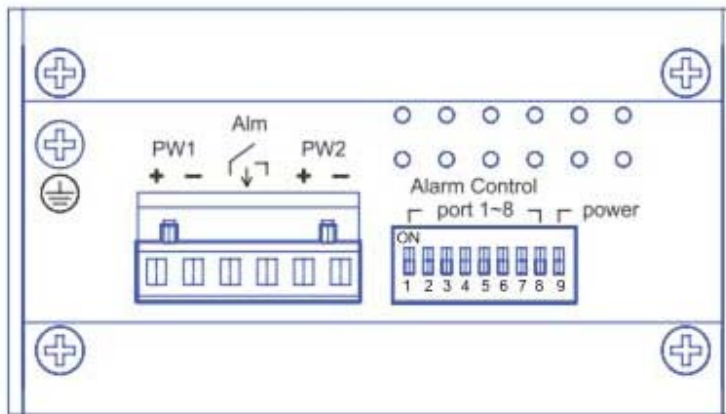 Alm
PW1 PW2
+ − + −
Alarm Control
port 1~8 power
ON
1 2 3 4 5 6 7 8 9